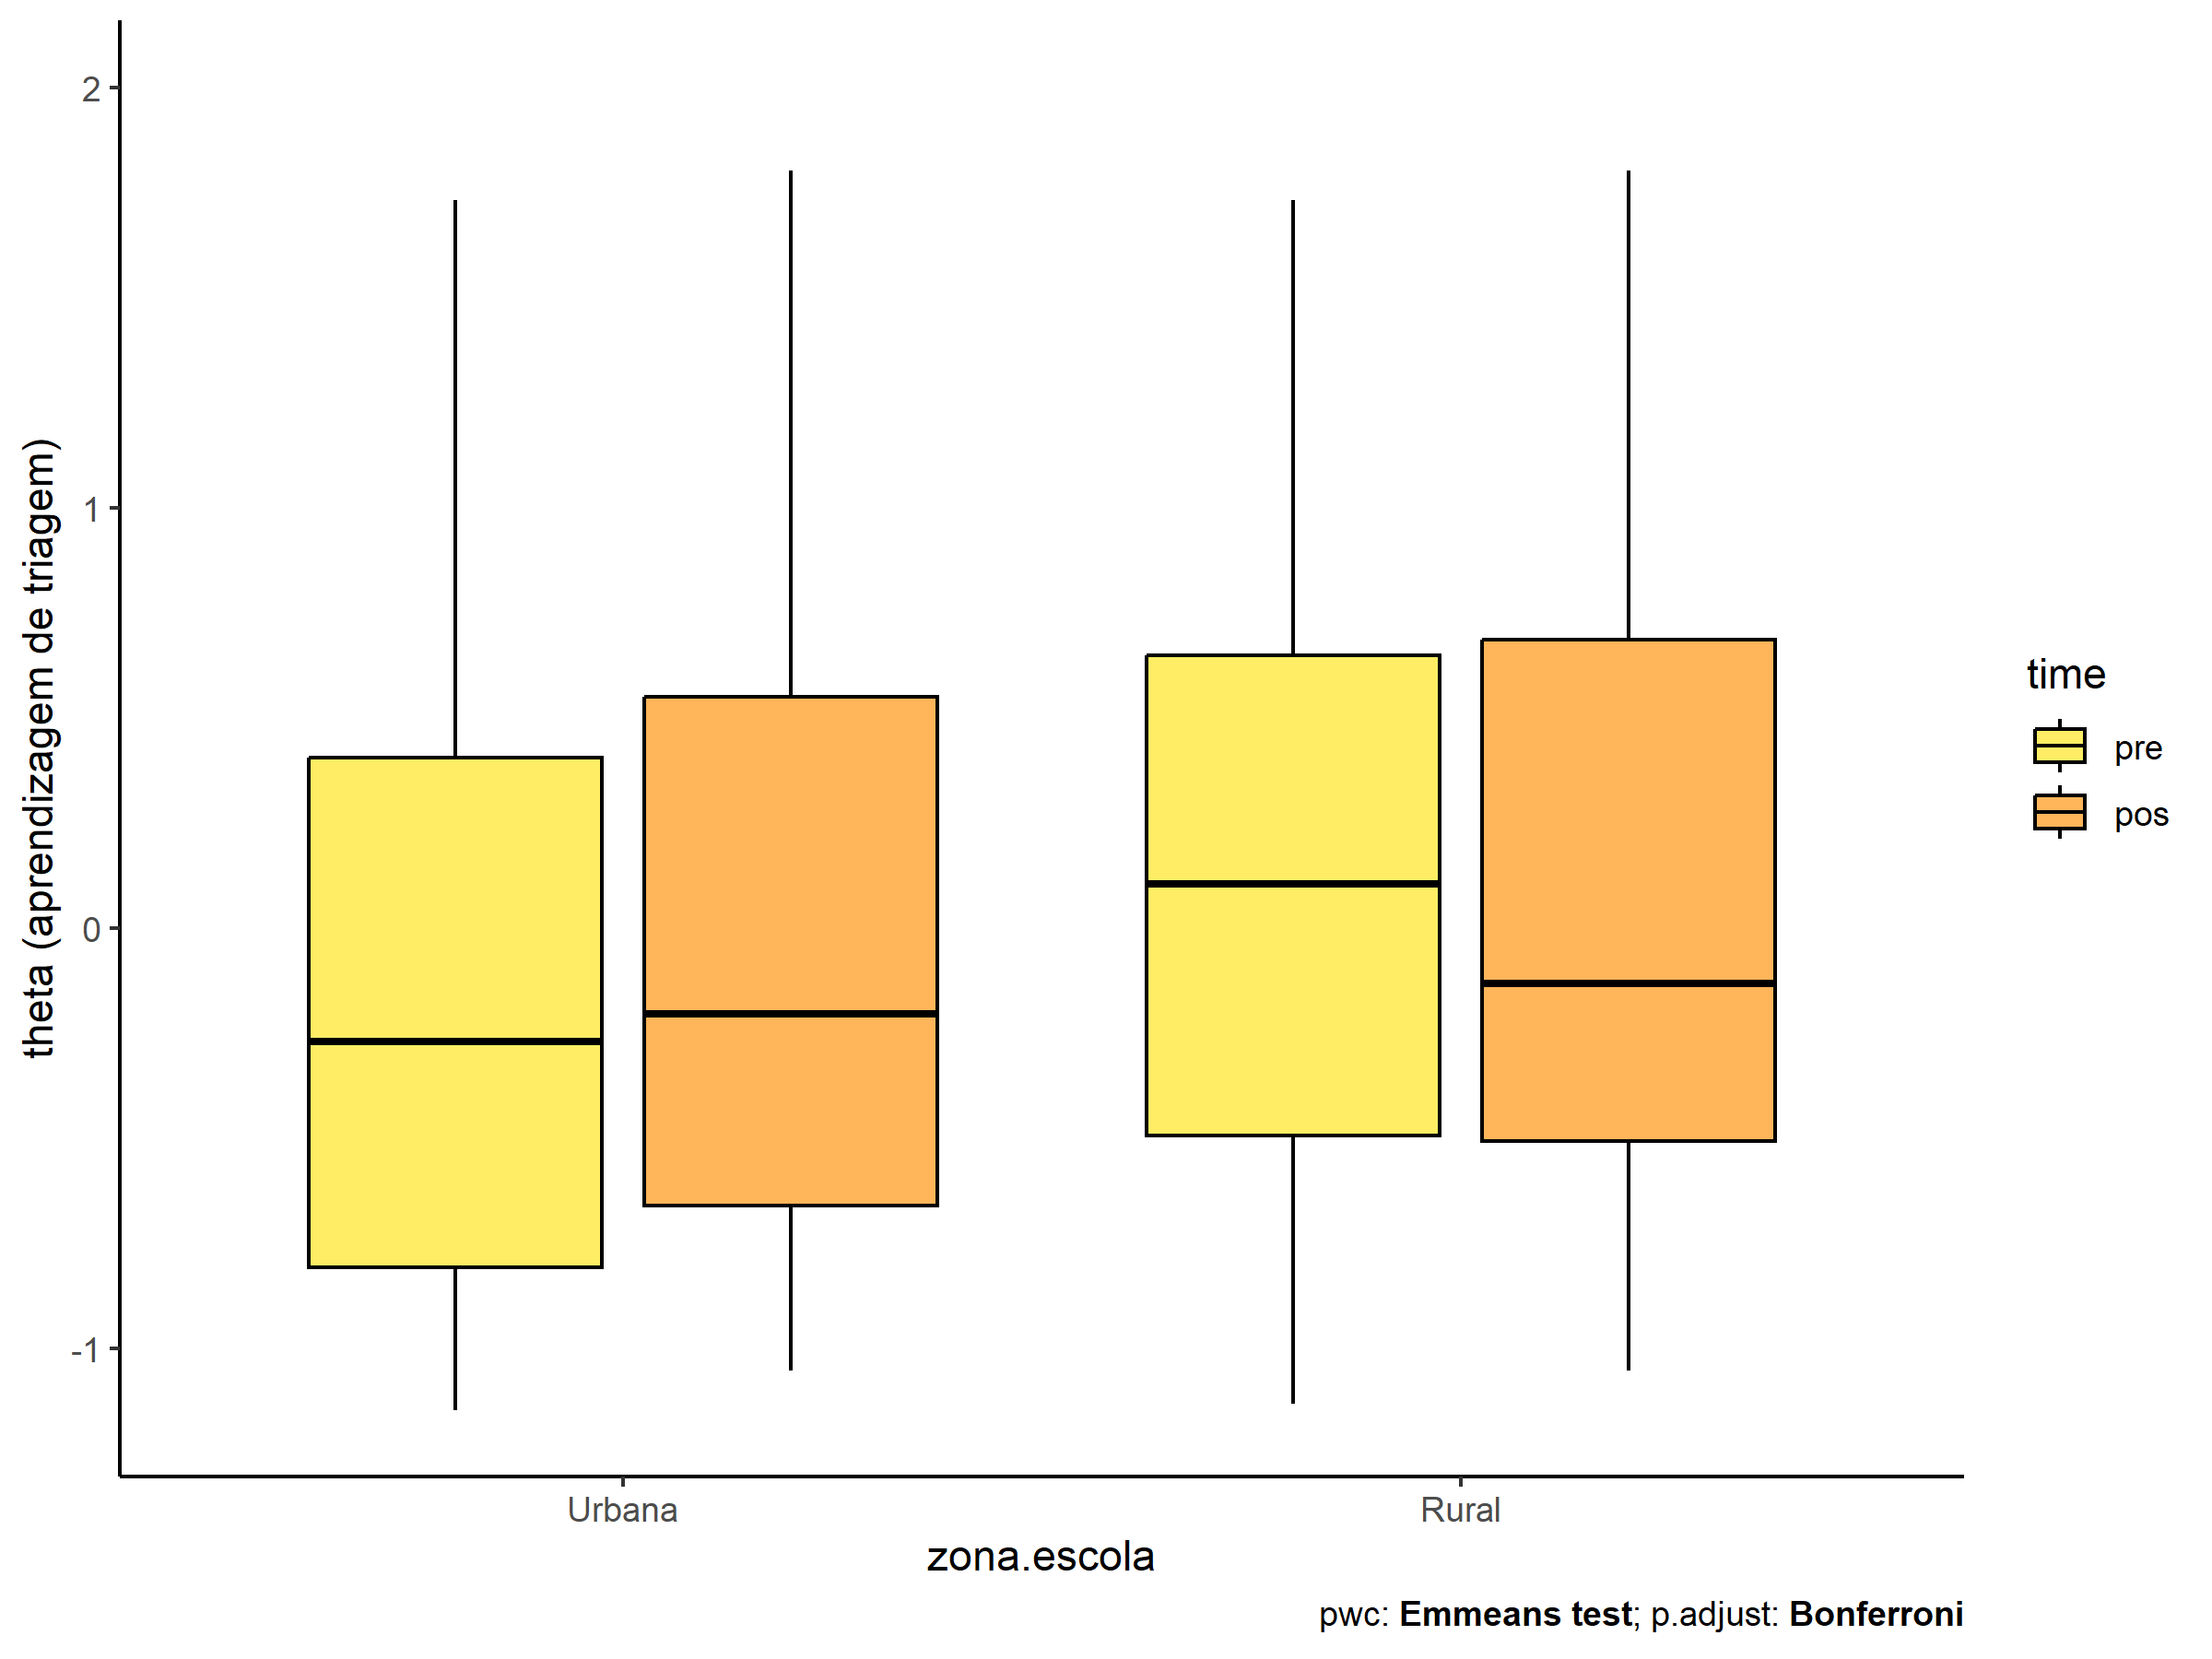 theta (aprendizagem de triagem)
2
1
0
-1
Urbana
Rural
zona.escola
time
pre
pos
pwc: Emmeans test; p.adjust: Bonferroni